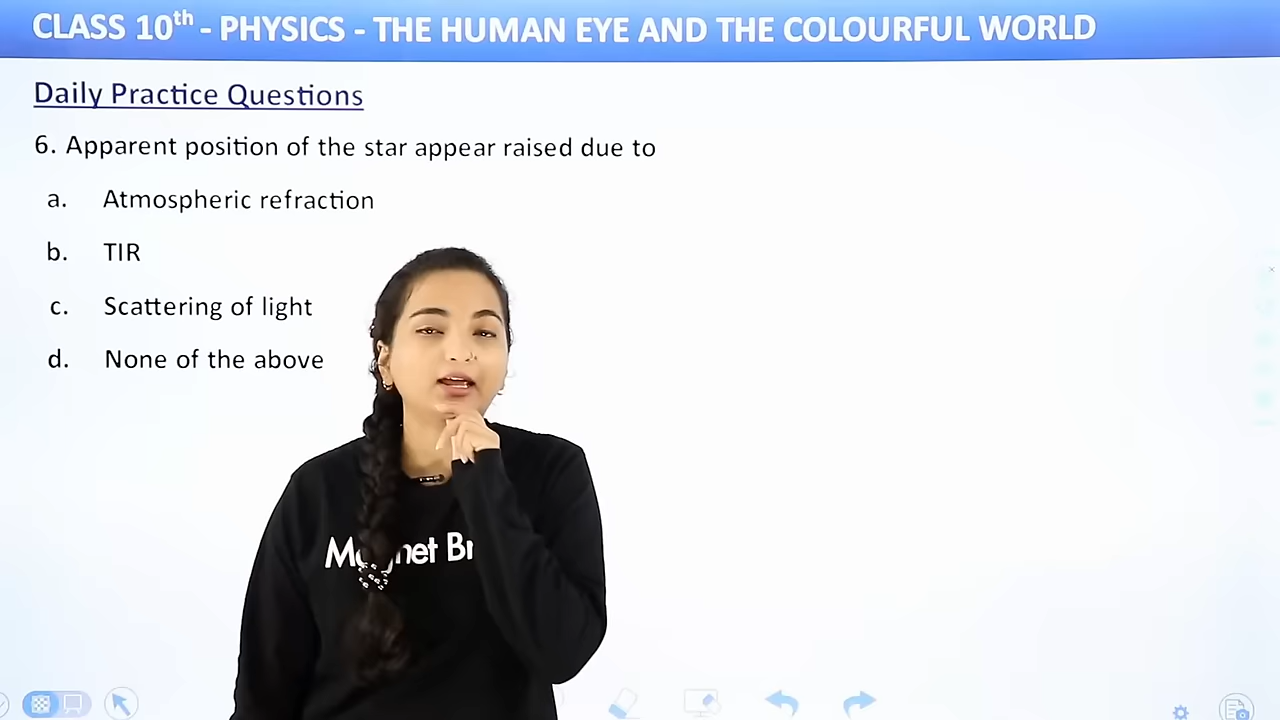 CLASS 10th - PHYSICS - THE HUMAN EYE AND THE COLOURFUL WORLD
Daily Practice Questions
6. Apparent position of the star appear raised due to
a. Atmospheric refraction
b. TIR
c. Scattering of light
d. None of the above